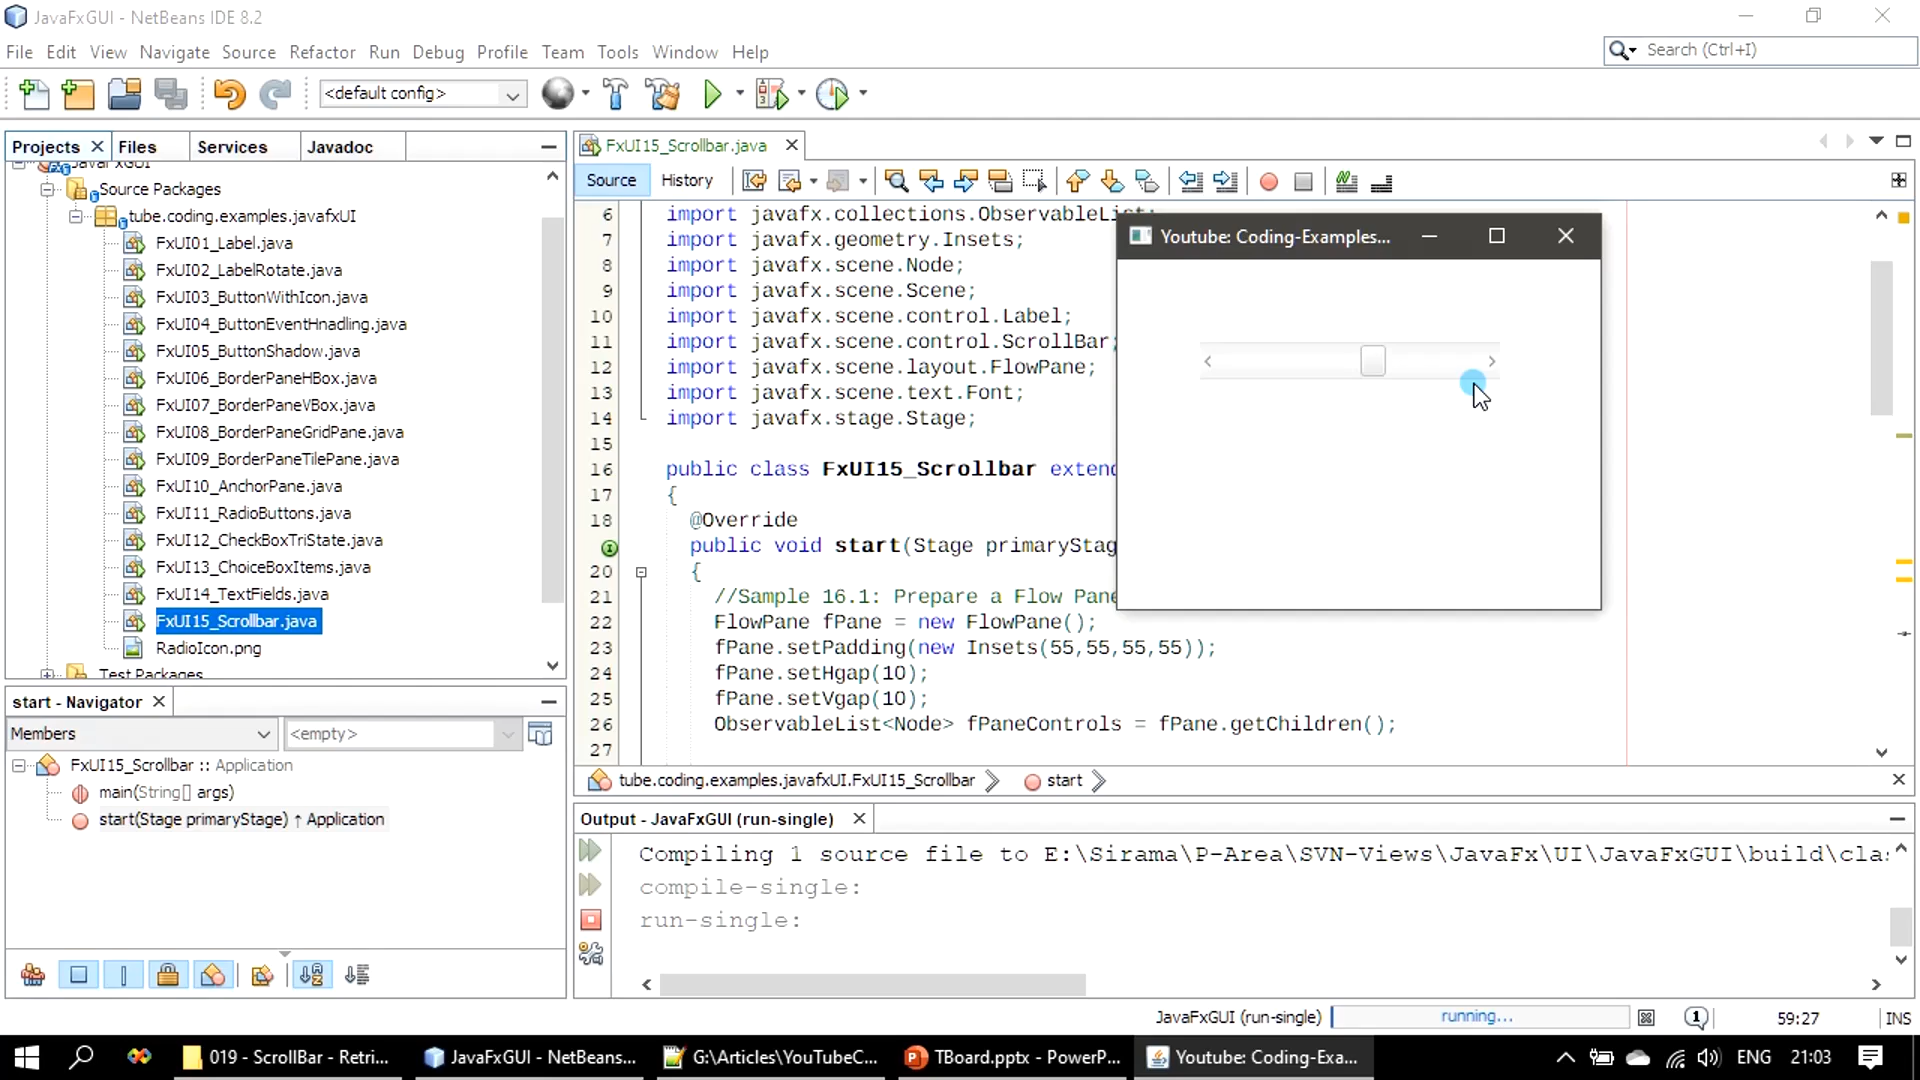 JavaFxGUI - NetBeans IDE 8.2
File Edit View Navigate Source Refactor Run Debug Profile Team Tools Window Help
Search (Ctrl+I)
<default config>
Projects Files Services Javadoc
JavaFxGUI
Source Packages
tube.coding.examples.javafxUI
FxUI01_Label.java
FxUI02_LabelRotate.java
FxUI03_ButtonWithIcon.java
FxUI04_ButtonEventHnadling.java
FxUI05_ButtonShadow.java
FxUI06_BorderPaneHBox.java
FxUI07_BorderPaneVBox.java
FxUI08_BorderPaneGridPane.java
FxUI09_BorderPaneTilePane.java
FxUI10_AnchorPane.java
FxUI11_RadioButtons.java
FxUI12_CheckBoxTriState.java
FxUI13_ChoiceBoxItems.java
FxUI14_TextFields.java
FxUI15_Scrollbar.java
RadioIcon.png
Test Packages
start - Navigator
Members <empty>
FxUI15_Scrollbar :: Application
main(String[] args)
start(Stage primaryStage) ↑ Application
FxUI15_Scrollbar.java
Source History
6 import javafx.collections.ObservableList;
7 import javafx.geometry.Insets;
8 import javafx.scene.Node;
9 import javafx.scene.Scene;
10 import javafx.scene.control.Label;
11 import javafx.scene.control.ScrollBar;
12 import javafx.scene.layout.FlowPane;
13 import javafx.scene.text.Font;
14 import javafx.stage.Stage;
15
16 public class FxUI15_Scrollbar extend
17 {
18 @Override
public void start(Stage primaryStag
20 {
21 //Sample 16.1: Prepare a Flow Pane
22 FlowPane fPane = new FlowPane();
23 fPane.setPadding(new Insets(55,55,55,55));
24 fPane.setHgap(10);
25 fPane.setVgap(10);
26 ObservableList<Node> fPaneControls = fPane.getChildren();
27
Youtube: Coding-Examples...
tube.coding.examples.javafxUI.FxUI15_Scrollbar start
Output - JavaFxGUI (run-single)
Compiling 1 source file to E:\Sirama\P-Area\SVN-Views\JavaFx\UI\JavaFxGUI\build\clas
compile-single:
run-single:
JavaFxGUI (run-single) running... 1 59:27 INS
019 - ScrollBar - Retri... JavaFxGUI - NetBeans... G:\Articles\YouTubeC... TBoard.pptx - PowerP... Youtube: Coding-Exa... ENG 21:03